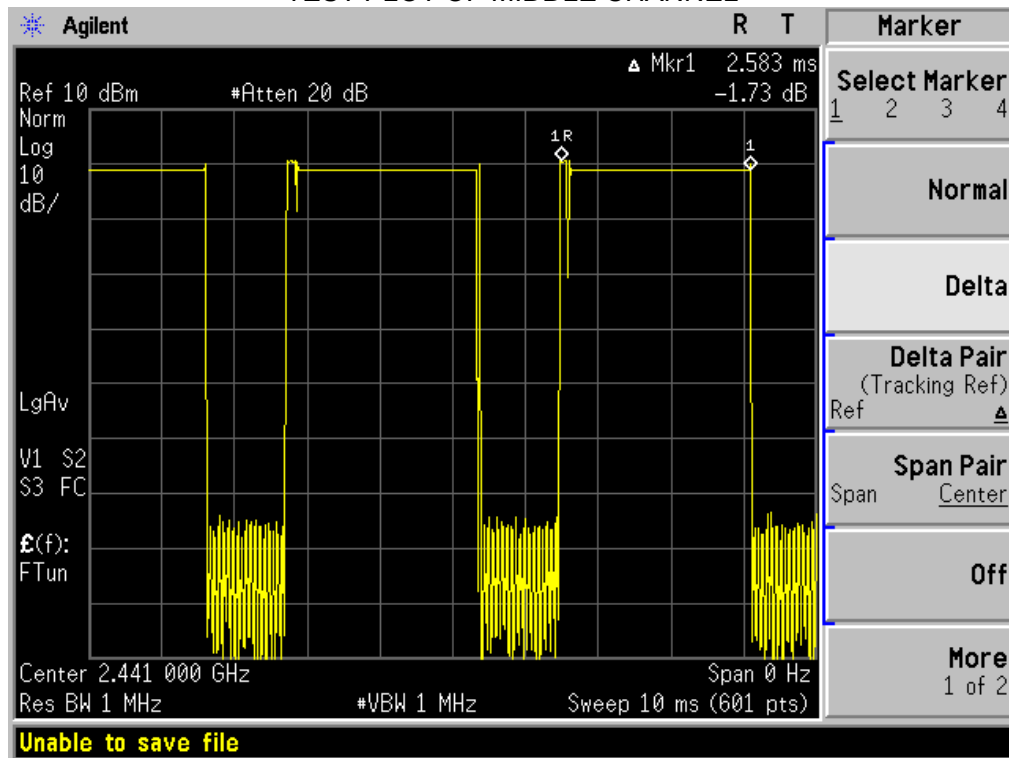 Agilent
R T
Marker
Δ Mkr1 2.583 ms
Ref 10 dBm #Atten 20 dB -1.73 dB
Norm
Log
10
dB/
1R
1
LgAv
V1 S2
S3 FC
£(f):
FTun
Center 2.441 000 GHz Span 0 Hz
Res BW 1 MHz #VBW 1 MHz Sweep 10 ms (601 pts)
Unable to save file
Select Marker
1 2 3 4
Normal
Delta
Delta Pair
(Tracking Ref)
Ref Δ
Span Pair
Span Center
Off
More
1 of 2